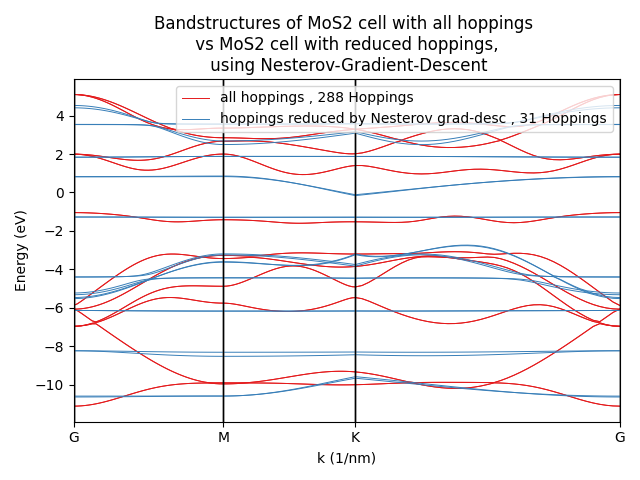 Bandstructures of MoS2 cell with all hoppings
vs MoS2 cell with reduced hoppings,
using Nesterov-Gradient-Descent
all hoppings , 288 Hoppings
hoppings reduced by Nesterov grad-desc , 31 Hoppings
4
2
0
−2
−4
−6
−8
−10
Energy (eV)
G M K G
k (1/nm)